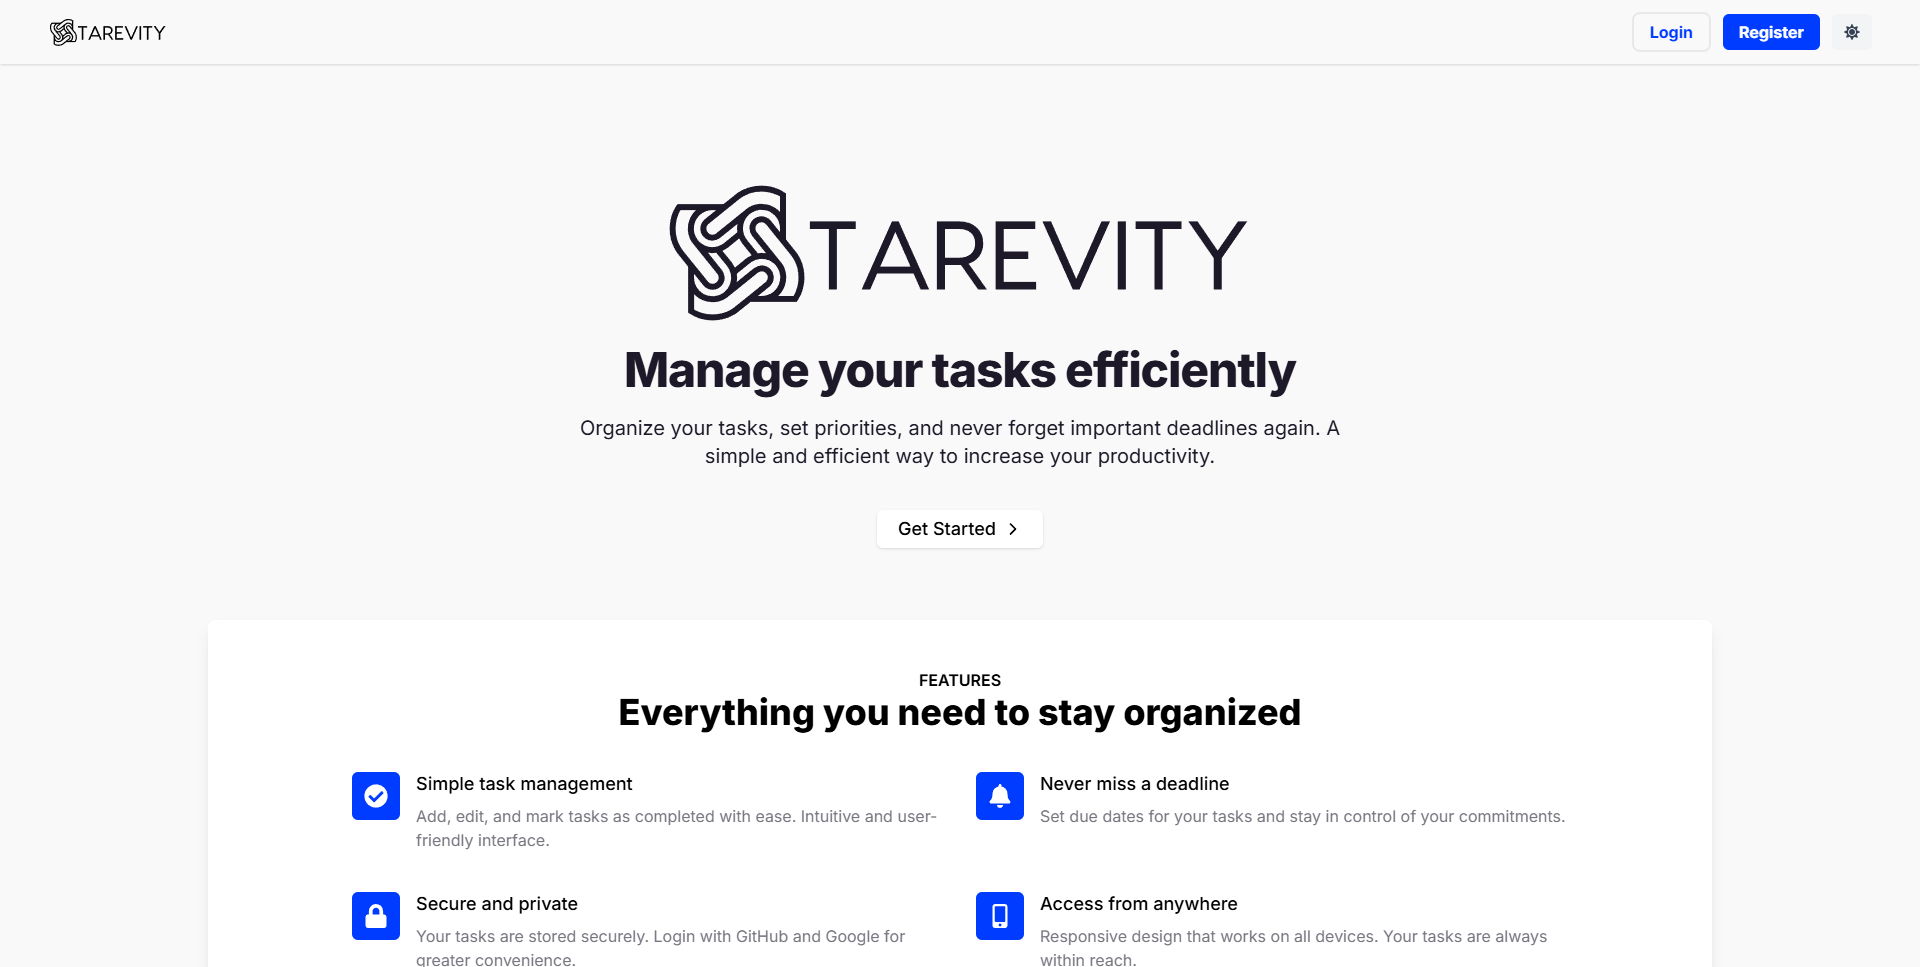 TAREVITY
Login
Register
TAREVITY
Manage your tasks efficiently
Organize your tasks, set priorities, and never forget important deadlines again. A
simple and efficient way to increase your productivity.
Get Started
FEATURES
Everything you need to stay organized
Simple task management
Add, edit, and mark tasks as completed with ease. Intuitive and user-
friendly interface.
Never miss a deadline
Set due dates for your tasks and stay in control of your commitments.
Secure and private
Your tasks are stored securely. Login with GitHub and Google for
greater convenience.
Access from anywhere
Responsive design that works on all devices. Your tasks are always
within reach.